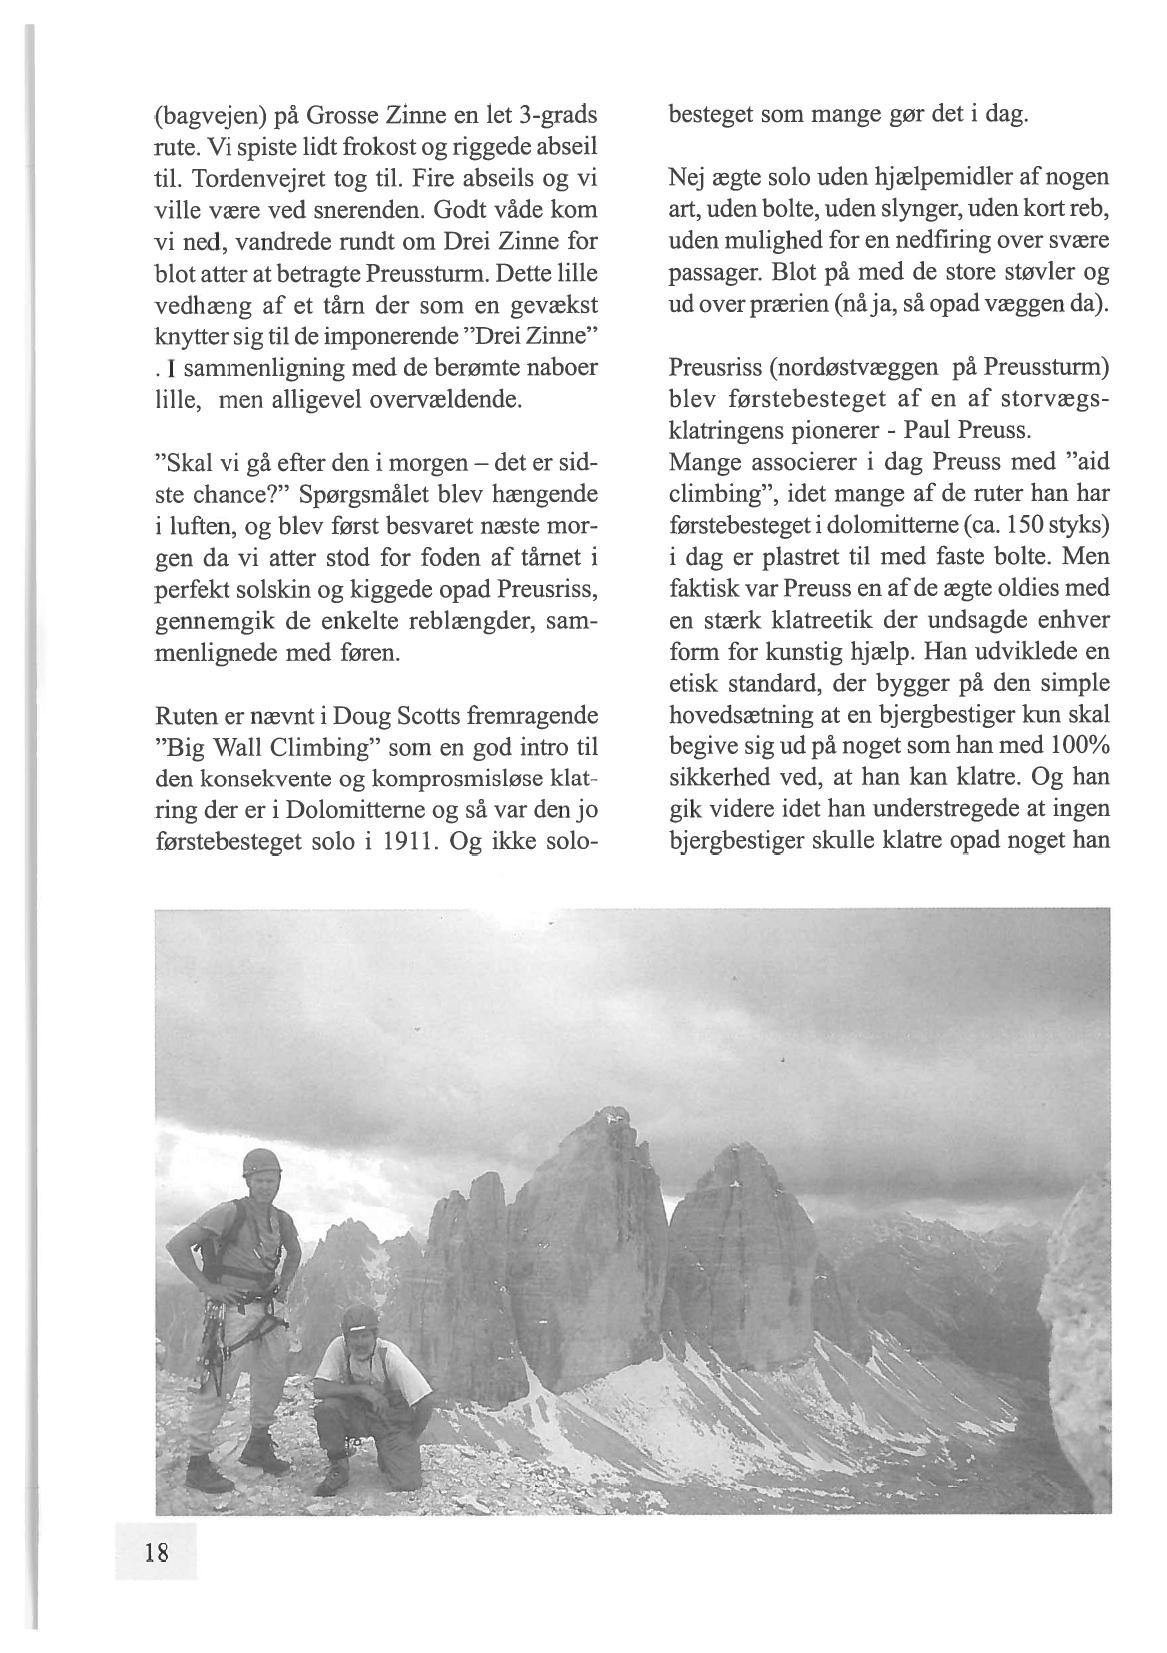 (bagvejen) på Grosse Zinne en let 3-grads
rute. Vi spiste lidt frokost og riggede abseil
til. Tordenvejret tog til. Fire abseils og vi
ville være ved snerenden. Godt våde kom
vi ned, vandrede rundt om Drei Zinne for
blot atter at betragte Preussturm. Dette lille
vedhæng af et tårn der som en gevækst
knytter sig til de imponerende ”Drei Zinne”
. I sammenligning med de berømte naboer
lille, men alligevel overvældende.

”Skal vi gå efter den i morgen – det er sid-
ste chance?” Spørgsmålet blev hængende
i luften, og blev først besvaret næste mor-
gen da vi atter stod for foden af tårnet i
perfekt solskin og kiggede opad Preusriss,
gennemgik de enkelte reblængder, sam-
menlignede med føren.

Ruten er nævnt i Doug Scotts fremragende
”Big Wall Climbing” som en god intro til
den konsekvente og komprosmisløse klat-
ring der er i Dolomitterne og så var den jo
førstebesteget solo i 1911. Og ikke solo-
besteget som mange gør det i dag.

Nej ægte solo uden hjælpemidler af nogen
art, uden bolte, uden slynger, uden kort reb,
uden mulighed for en nedfiring over svære
passager. Blot på med de store støvler og
ud over prærien (nå ja, så opad væggen da).

Preusriss (nordøstvæggen på Preussturm)
blev førstebesteget af en af storvægs-
klatringens pionerer - Paul Preuss.
Mange associerer i dag Preuss med ”aid
climbing”, idet mange af de ruter han har
førstebesteget i dolomitterne (ca. 150 styks)
i dag er plastret til med faste bolte. Men
faktisk var Preuss en af de ægte oldies med
en stærk klatreetik der undsagde enhver
form for kunstig hjælp. Han udviklede en
etisk standard, der bygger på den simple
hovedsætning at en bjergbestiger kun skal
begive sig ud på noget som han med 100%
sikkerhed ved, at han kan klatre. Og han
gik videre idet han understregede at ingen
bjergbestiger skulle klatre opad noget han

18